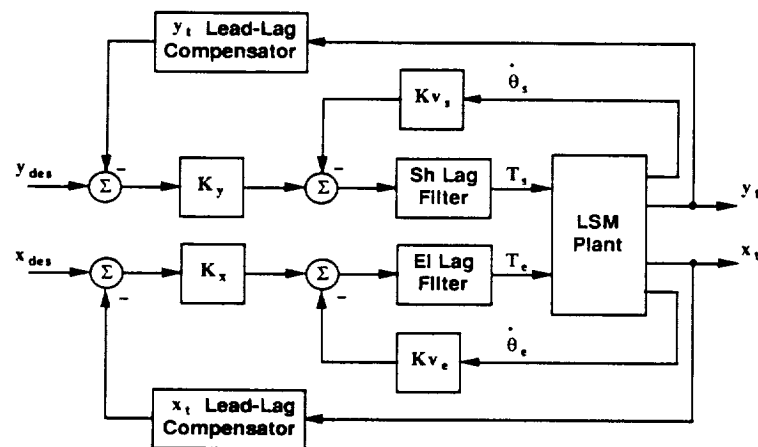 y_t Lead-Lag
Compensator
Kv_s
θ̇_s
y_des
Σ
−
K_y
Σ
−
Sh Lag
Filter
T_s
LSM
Plant
y_t
x_des
Σ
−
K_x
Σ
−
El Lag
Filter
T_e
x_t
Kv_e
θ̇_e
x_t Lead-Lag
Compensator